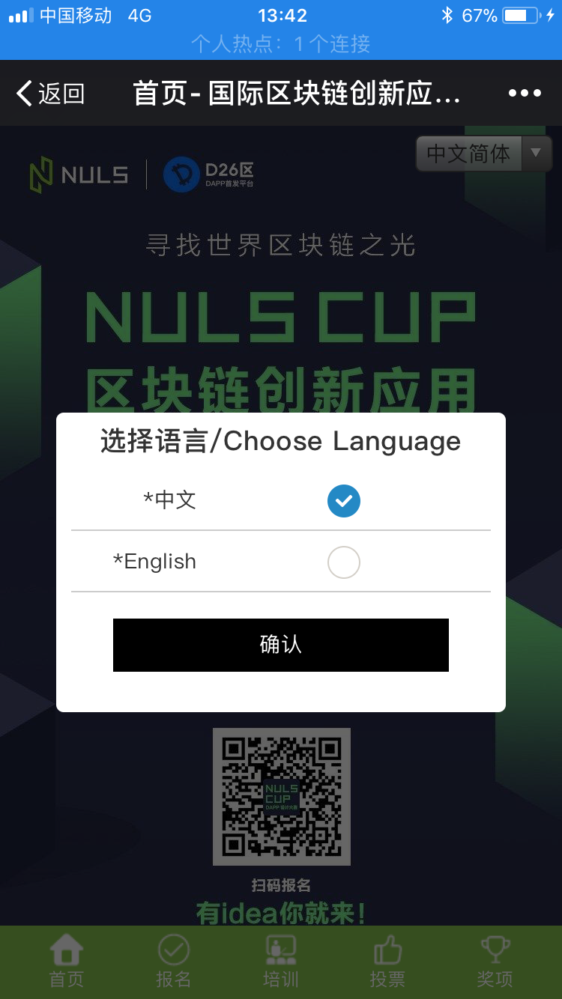 中国移动 4G 13:42 67%
个人热点：1 个连接
返回 首页- 国际区块链创新应...
NULS D26区 中文简体
DAPP首发平台
寻找世界区块链之光
NULS CUP
区块链创新应用
选择语言/Choose Language
*中文
*English
确认
NULS
CUP
DAPP 设计大赛
扫码报名
有idea你就来!
首页 报名 培训 投票 奖项